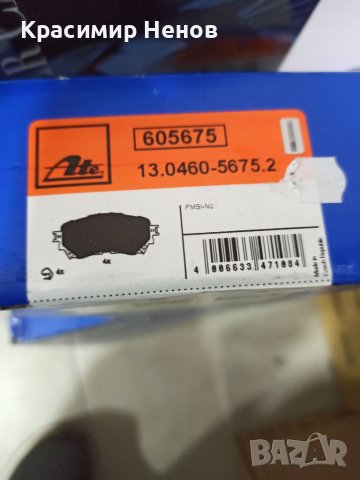 Красимир Ненов
605675
Ate
13.0460-5675.2
FMSI-No.
4x
4x
4 006633 471084
Made in
Czech Republic
BAZAR